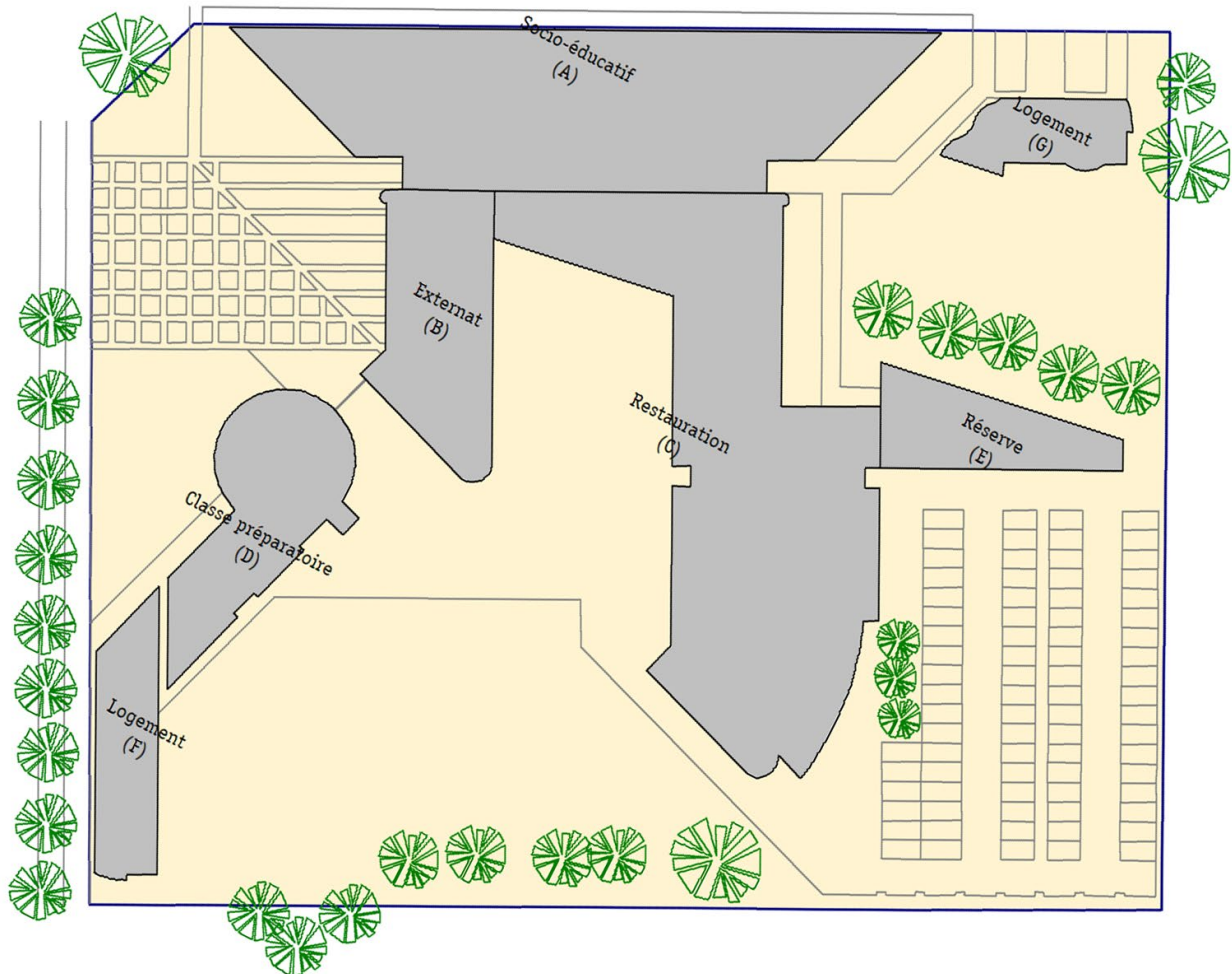 Socio-éducatif
(A)
Logement
(G)
Externat
(B)
Restauration
(C)
Réserve
(E)
Classe préparatoire
(D)
Logement
(F)